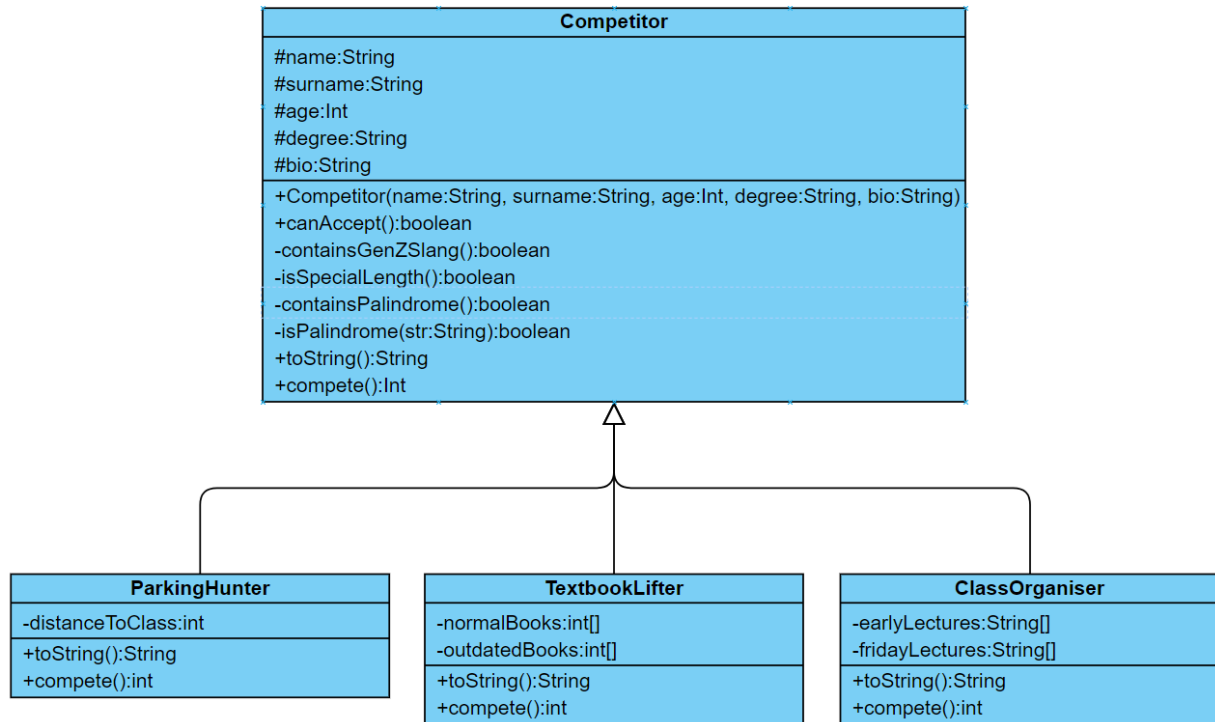 Competitor
#name:String
#surname:String
#age:Int
#degree:String
#bio:String
+Competitor(name:String, surname:String, age:Int, degree:String, bio:String)
+canAccept():boolean
-containsGenZSlang():boolean
-isSpecialLength():boolean
-containsPalindrome():boolean
-isPalindrome(str:String):boolean
+toString():String
+compete():Int
ParkingHunter
-distanceToClass:int
+toString():String
+compete():int
TextbookLifter
-normalBooks:int[]
-outdatedBooks:int[]
+toString():String
+compete():int
ClassOrganiser
-earlyLectures:String[]
-fridayLectures:String[]
+toString():String
+compete():int